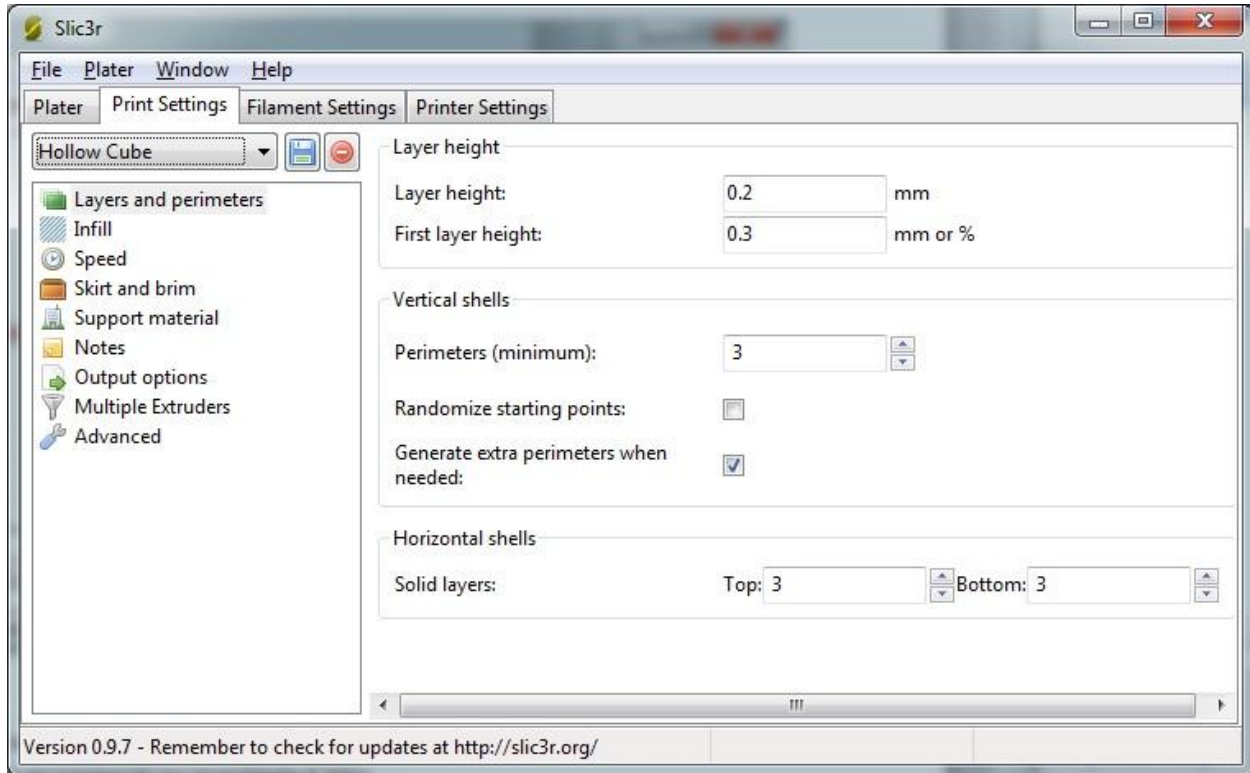 Slic3r
File Plater Window Help
Plater Print Settings Filament Settings Printer Settings
Hollow Cube
Layers and perimeters
Infill
Speed
Skirt and brim
Support material
Notes
Output options
Multiple Extruders
Advanced
Layer height
Layer height: 0.2 mm
First layer height: 0.3 mm or %
Vertical shells
Perimeters (minimum): 3
Randomize starting points:
Generate extra perimeters when
needed:
Horizontal shells
Solid layers: Top: 3 Bottom: 3
Version 0.9.7 - Remember to check for updates at http://slic3r.org/